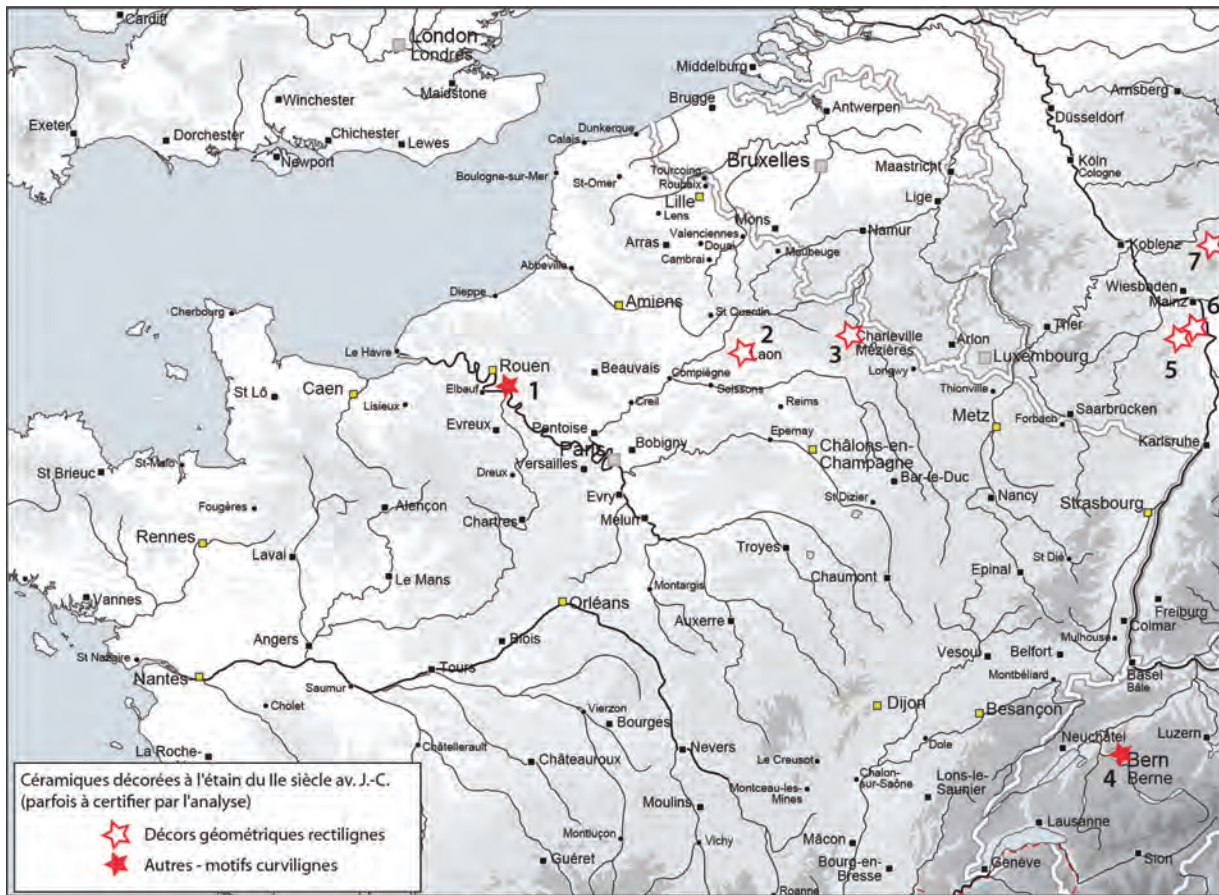 Cardiff
London
Londres
Middelburg
Arnsberg
Winchester
Maidstone
Brugge
Antwerpen
Düsseldorf
Exeter
Dorchester
Chichester
Lewes
Newport
Calais
Dunkerque
Bruxelles
Maastricht
Köln
Cologne
Boulogne-sur-Mer
St-Omer
Tourcoing
Roubaix
Lille
Lens
Mons
Lige
Namur
Valenciennes
Arras
Douai
Cambrai
Maubeuge
Koblenz
7
Abbeville
Dieppe
Amiens
Wiesbaden
Mainz
6
Cherbourg
St Quentin
2
Laon
3
Charleville
Mézières
Arlon
Trier
Luxembourg
5
Le Havre
Rouen
Elbeuf
1
Beauvais
Compiègne
Soissons
Longwy
Thionville
St Lô
Caen
Lisieux
Creil
Reims
Saarbrücken
Forbach
Metz
Evreux
Pontoise
Paris
Bobigny
Epernay
Châlons-en-
Champagne
Karlsruhe
St Brieuc
St-Malo
Dreux
Versailles
Bar-le-Duc
St Dizier
Nancy
Strasbourg
Fougères
Alençon
Chartres
Evry
Melun
Rennes
Laval
Le Mans
Troyes
Chaumont
Epinal
St Dié
Vannes
Montargis
Orléans
Auxerre
Freiburg
Colmar
Mulhouse
Angers
Blois
Vesoul
Belfort
St Nazaire
Nantes
Saumur
Tours
Montbéliard
Basel
Bâle
Cholet
Vierzon
Bourges
Dijon
Besançon
Neuchâtel
Luzern
La Roche-
Châtellerault
Châteauroux
Nevers
Le Creusot
Dole
Bern
Berne
4
Chalon-
sur-Saône
Lons-le-
Saunier
Montceau-les-
Mines
Moulins
Lausanne
Montluçon
Vichy
Mâcon
Guéret
Bourg-en-
Bresse
Genève
Sion
Roanne
Céramiques décorées à l'étain du IIe siècle av. J.-C.
(parfois à certifier par l'analyse)
Décors géométriques rectilignes
Autres - motifs curvilignes